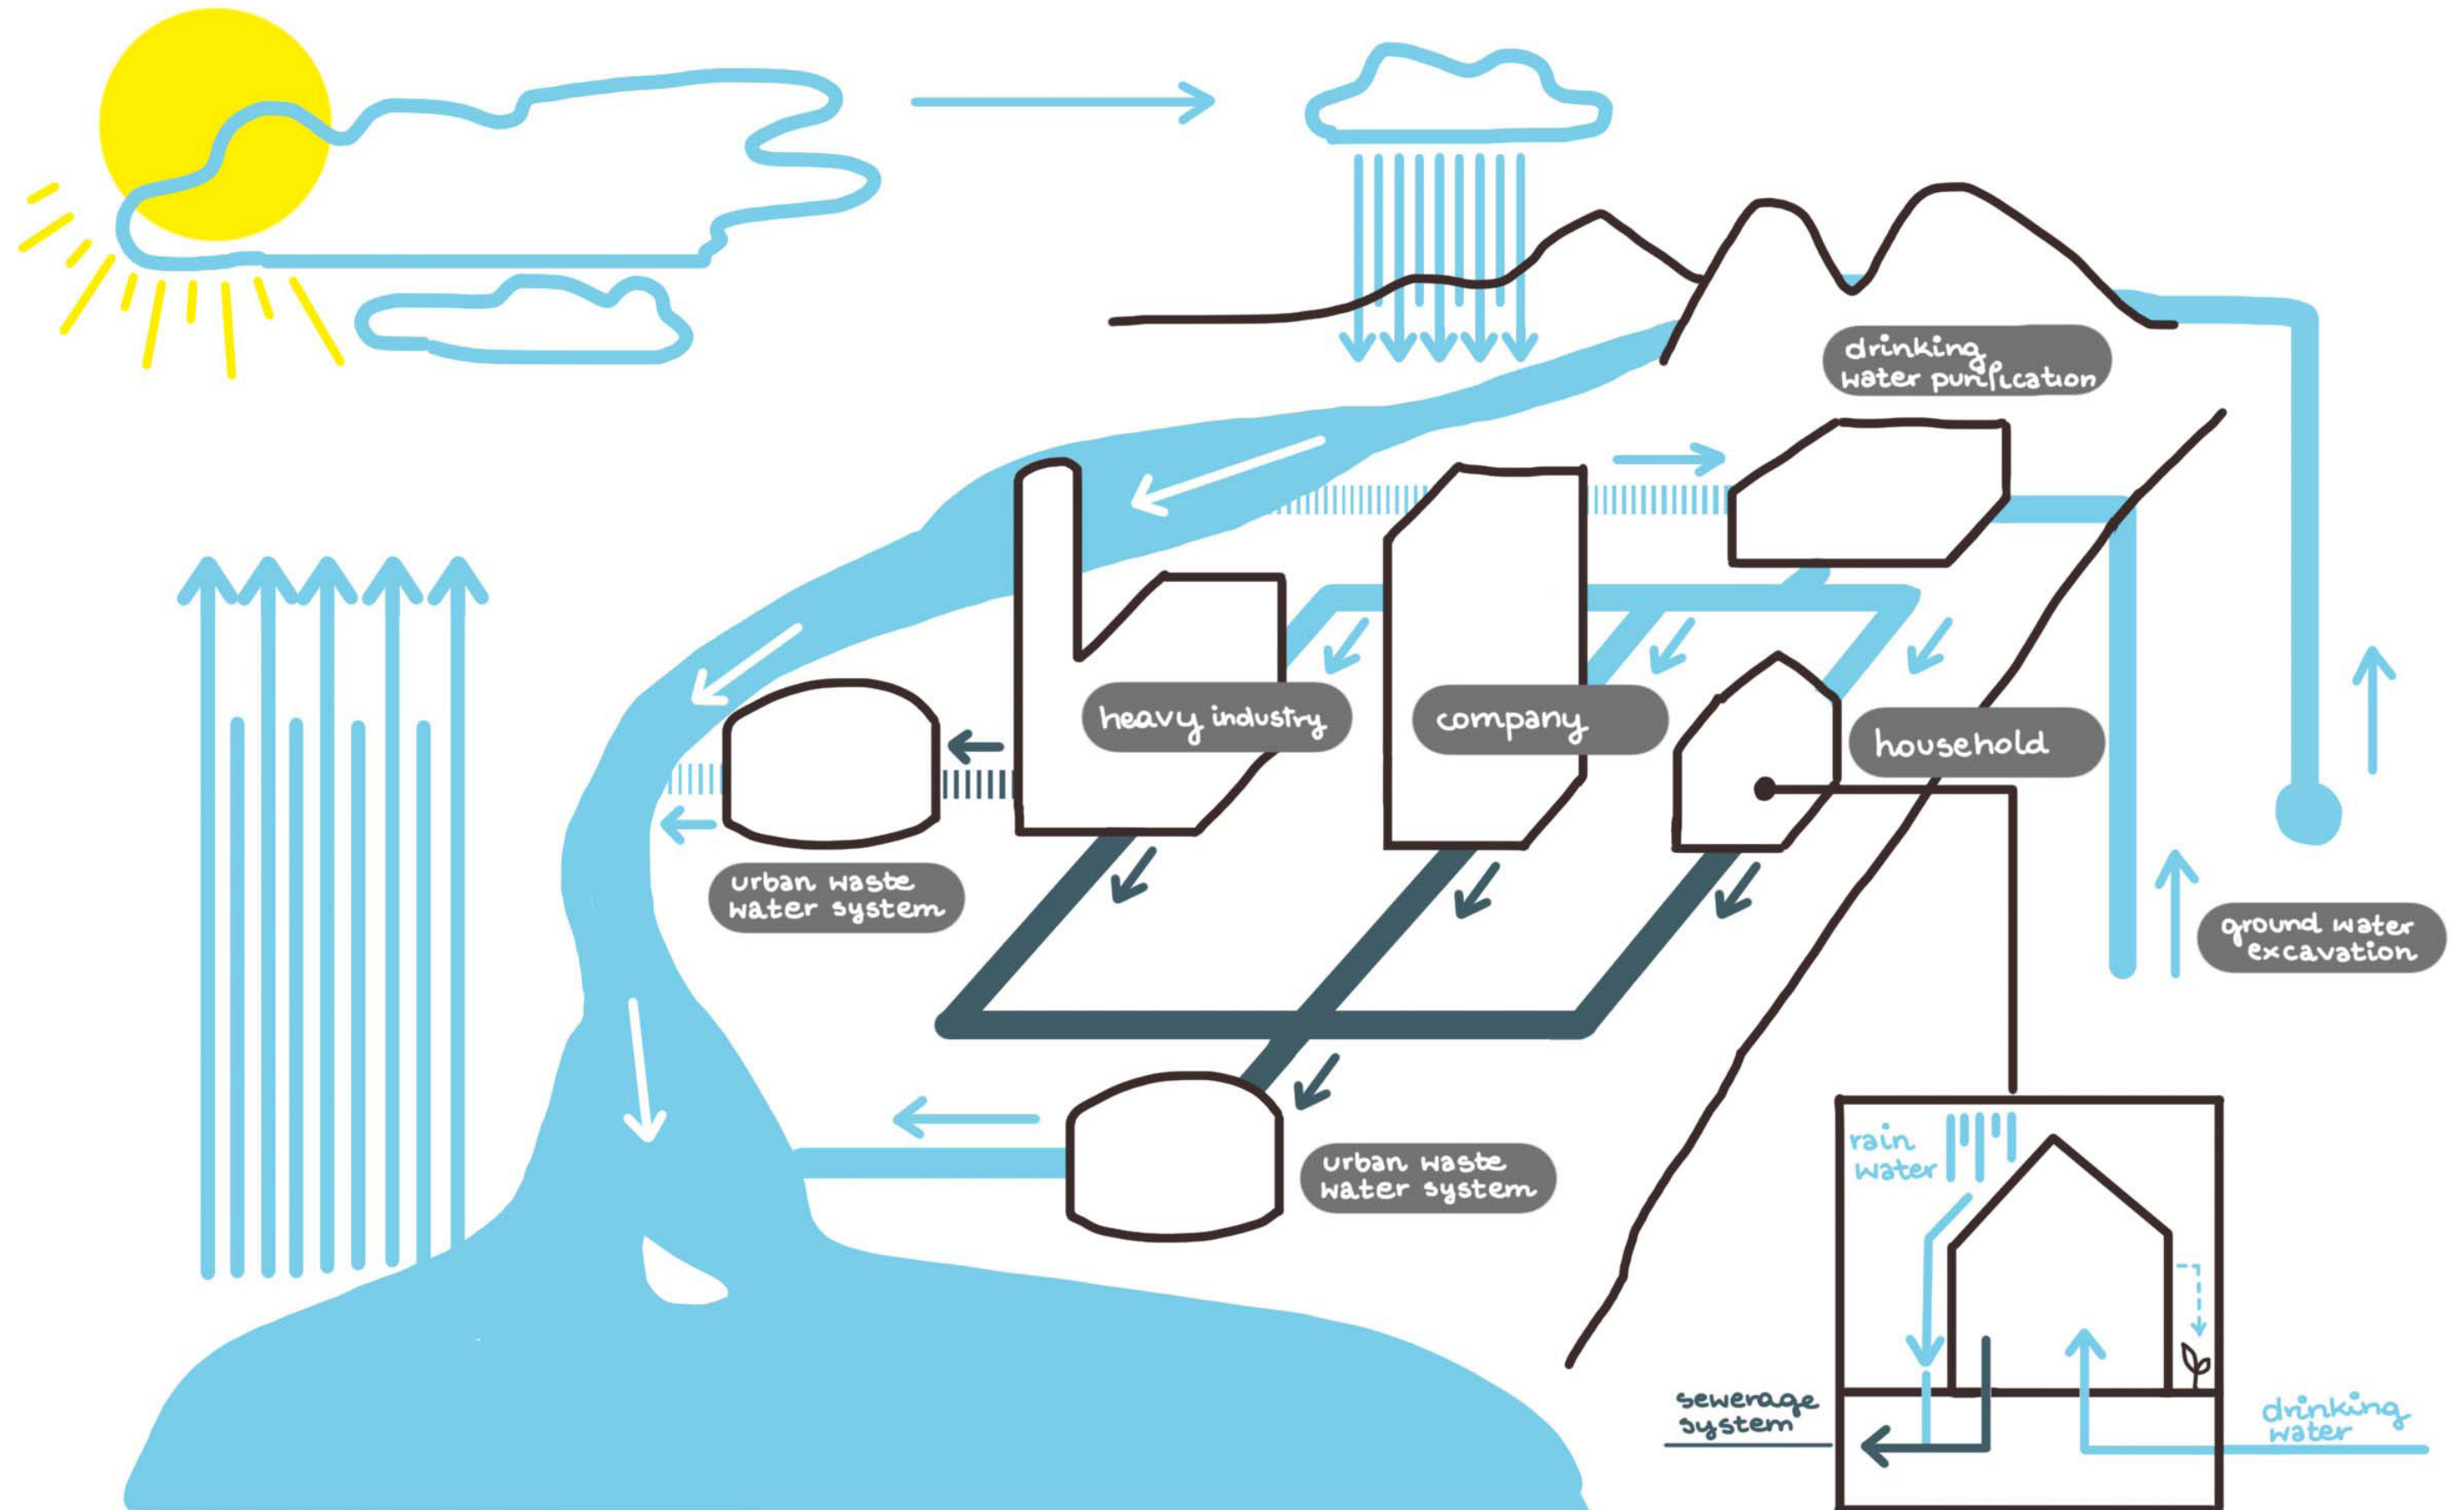 drinking
water purification
heavy industry
company
household
urban waste
water system
ground water
excavation
urban waste
water system
rain
water
sewerage
system
drinking
water